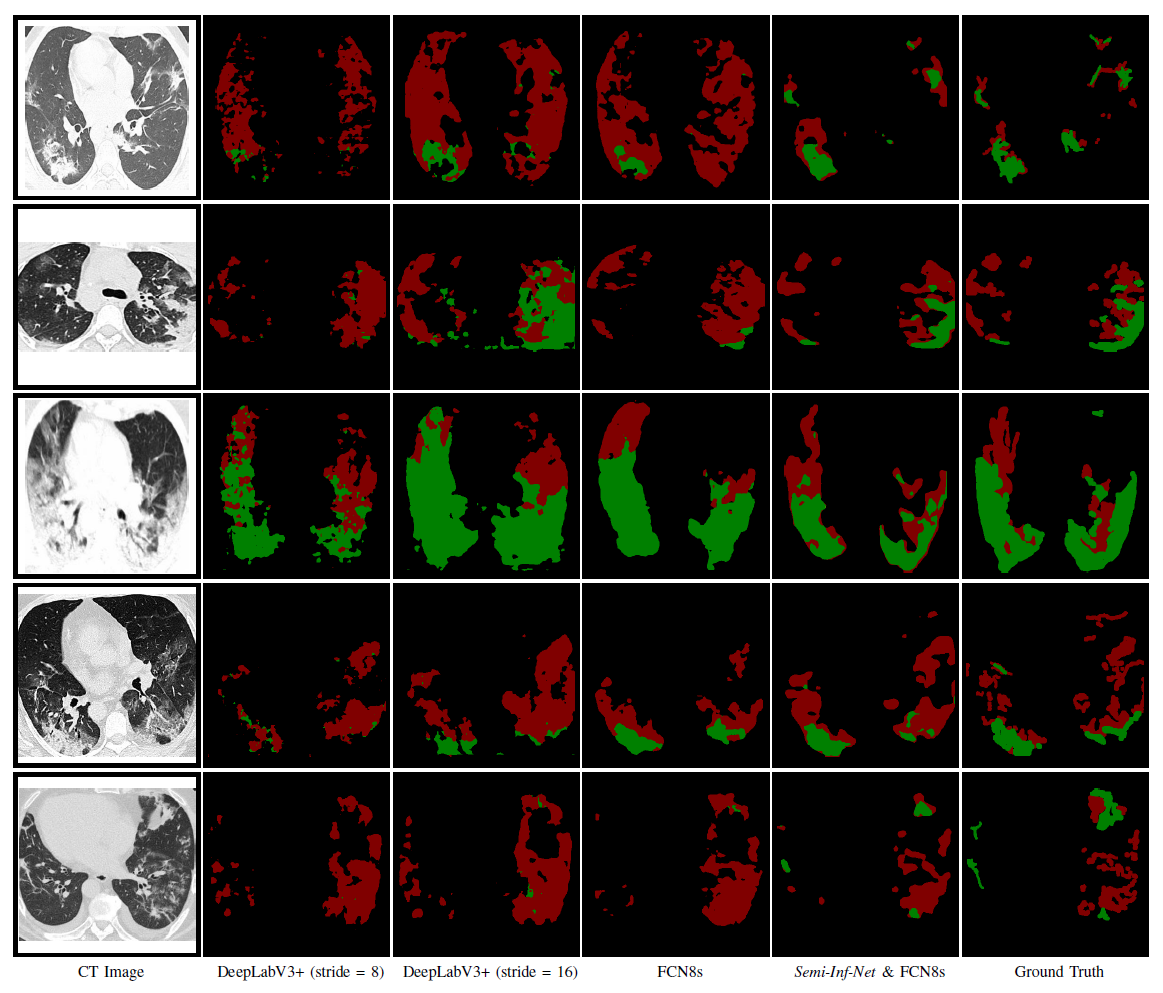 CT Image DeepLabV3+ (stride = 8) DeepLabV3+ (stride = 16) FCN8s Semi-Inf-Net & FCN8s Ground Truth